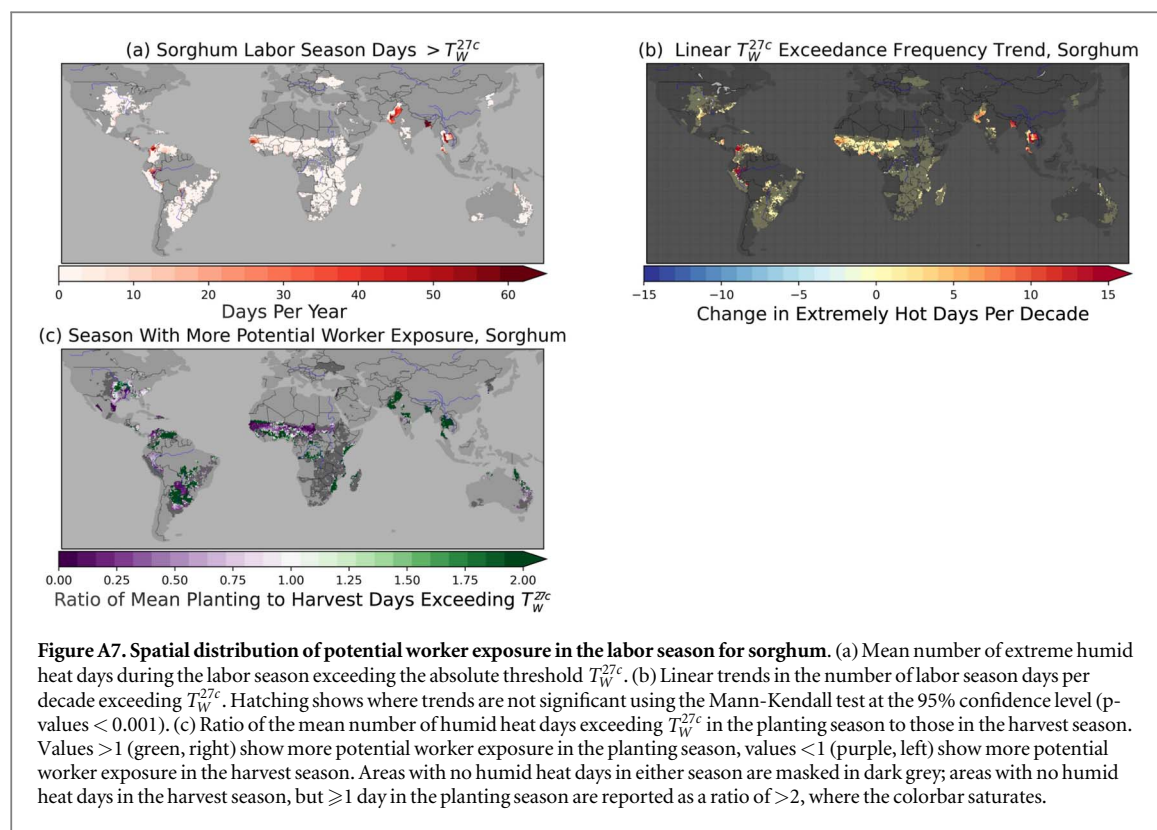 (a) Sorghum Labor Season Days > T_W^27c
(b) Linear T_W^27c Exceedance Frequency Trend, Sorghum
0 10 20 30 40 50 60
Days Per Year
−15 −10 −5 0 5 10 15
Change in Extremely Hot Days Per Decade
(c) Season With More Potential Worker Exposure, Sorghum
0.00 0.25 0.50 0.75 1.00 1.25 1.50 1.75 2.00
Ratio of Mean Planting to Harvest Days Exceeding T_W^27c
Figure A7. Spatial distribution of potential worker exposure in the labor season for sorghum. (a) Mean number of extreme humid
heat days during the labor season exceeding the absolute threshold T_W^27c. (b) Linear trends in the number of labor season days per
decade exceeding T_W^27c. Hatching shows where trends are not significant using the Mann-Kendall test at the 95% confidence level (p-
values < 0.001). (c) Ratio of the mean number of humid heat days exceeding T_W^27c in the planting season to those in the harvest season.
Values >1 (green, right) show more potential worker exposure in the planting season, values <1 (purple, left) show more potential
worker exposure in the harvest season. Areas with no humid heat days in either season are masked in dark grey; areas with no humid
heat days in the harvest season, but ⩾1 day in the planting season are reported as a ratio of >2, where the colorbar saturates.